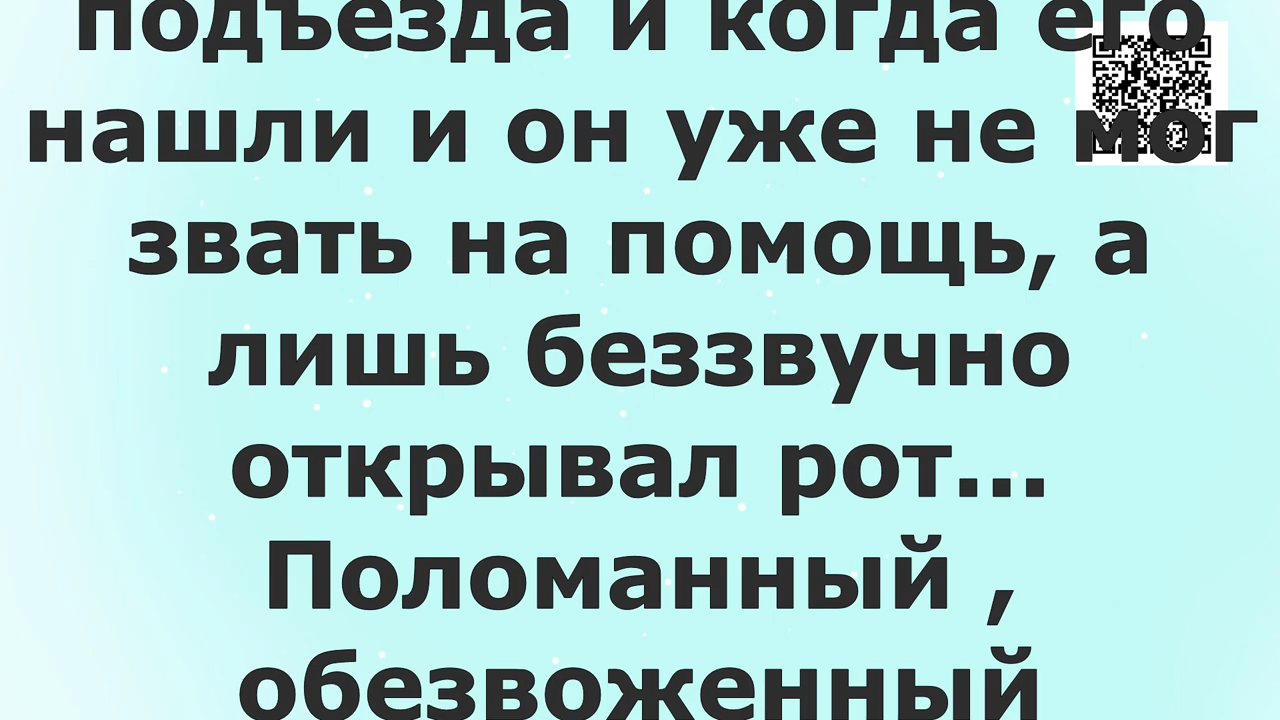 подъезда и когда его
нашли и он уже не мог
звать на помощь, а
лишь беззвучно
открывал рот...
Поломанный ,
обезвоженный